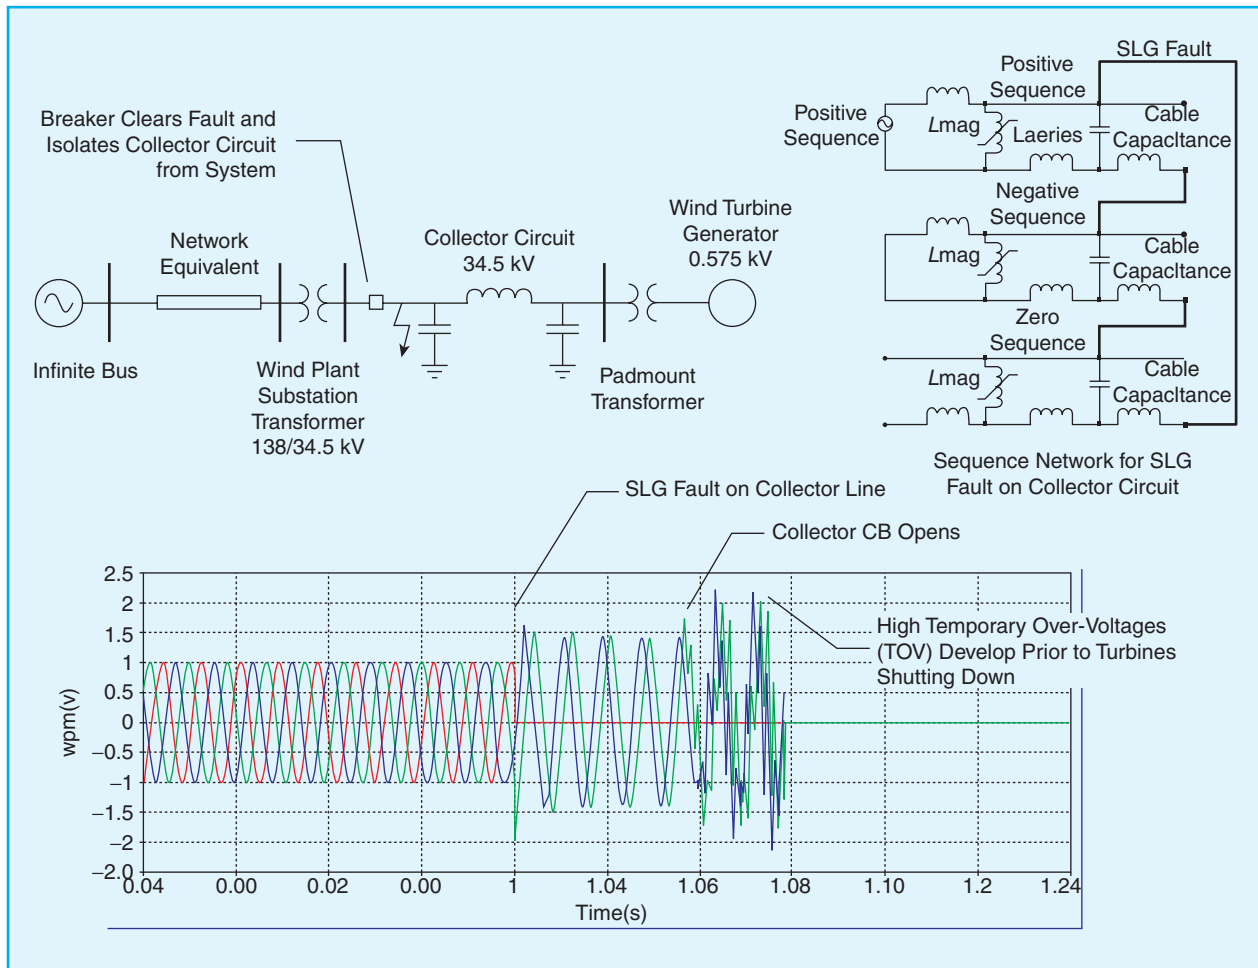 Breaker Clears Fault and
Isolates Collector Circuit
from System
Network
Equivalent
Collector Circuit
34.5 kV
Wind Turbine
Generator
0.575 kV
Infinite Bus
Wind Plant
Substation
Transformer
138/34.5 kV
Padmount
Transformer
SLG Fault
Positive
Sequence
Positive
Sequence
Lmag
Laeries
Cable
Capacltance
Negative
Sequence
Lmag
Cable
Capacltance
Zero
Sequence
Lmag
Cable
Capacltance
Sequence Network for SLG
Fault on Collector Circuit
SLG Fault on Collector Line
Collector CB Opens
High Temporary Over-Voltages
(TOV) Develop Prior to Turbines
Shutting Down
wpm(v)
2.5
2
1.5
1
0.5
0
−0.5
−1
−1.5
−2
−2.0
0.04 0.00 0.02 0.00 1 1.04 1.06 1.08 1.10 1.2 1.24
Time(s)